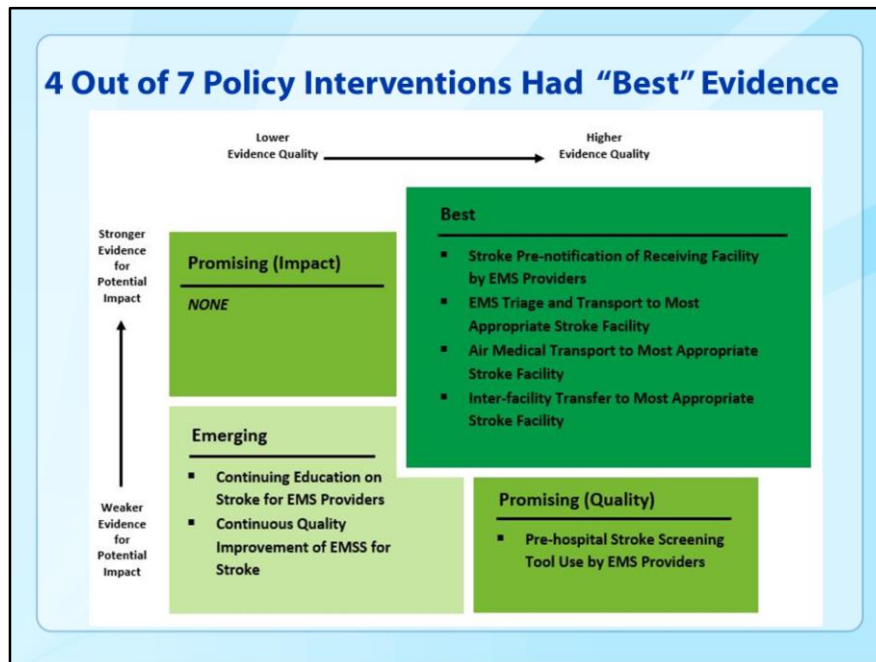 4 Out of 7 Policy Interventions Had “Best” Evidence
Lower
Evidence Quality
Higher
Evidence Quality
Stronger
Evidence
for
Potential
Impact
Weaker
Evidence
for
Potential
Impact
Promising (Impact)
NONE
Best
▪ Stroke Pre-notification of Receiving Facility
by EMS Providers
▪ EMS Triage and Transport to Most
Appropriate Stroke Facility
▪ Air Medical Transport to Most Appropriate
Stroke Facility
▪ Inter-facility Transfer to Most Appropriate
Stroke Facility
Emerging
▪ Continuing Education on
Stroke for EMS Providers
▪ Continuous Quality
Improvement of EMSS for
Stroke
Promising (Quality)
▪ Pre-hospital Stroke Screening
Tool Use by EMS Providers